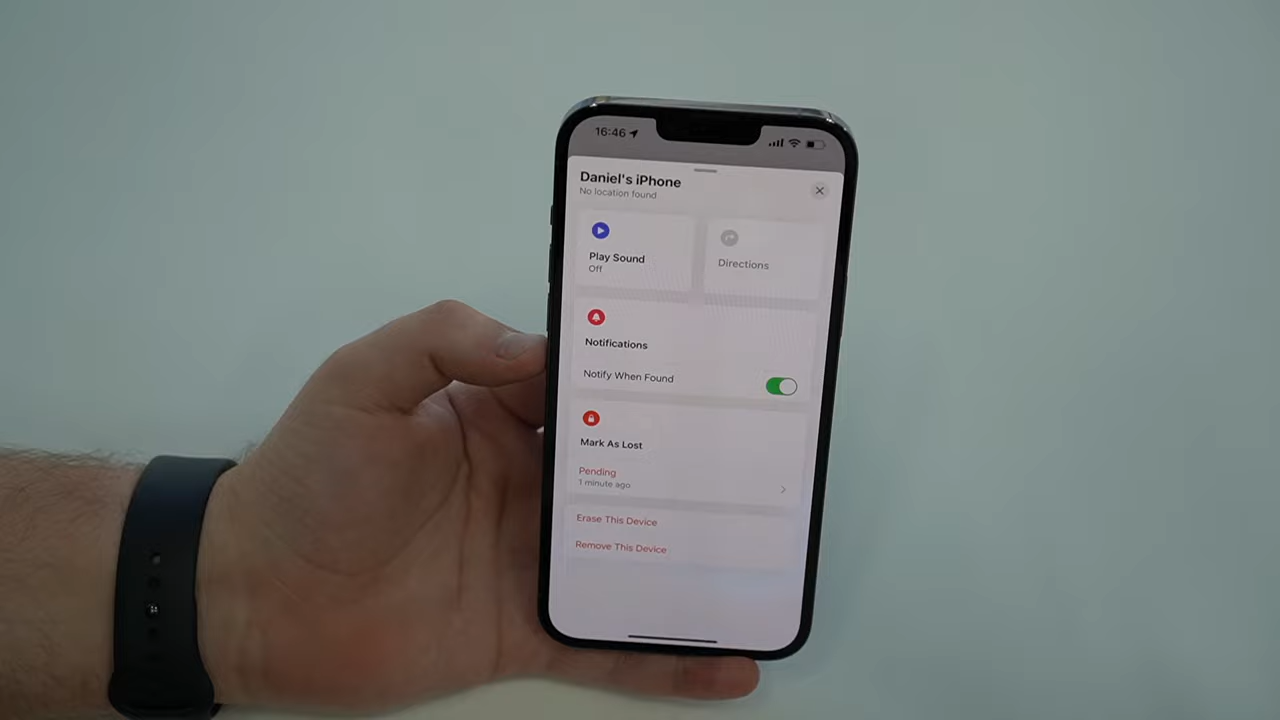 16:46
Daniel's iPhone
No location found
Play Sound
Off
Directions
Notifications
Notify When Found
Mark As Lost
Pending
1 minute ago
Erase This Device
Remove This Device